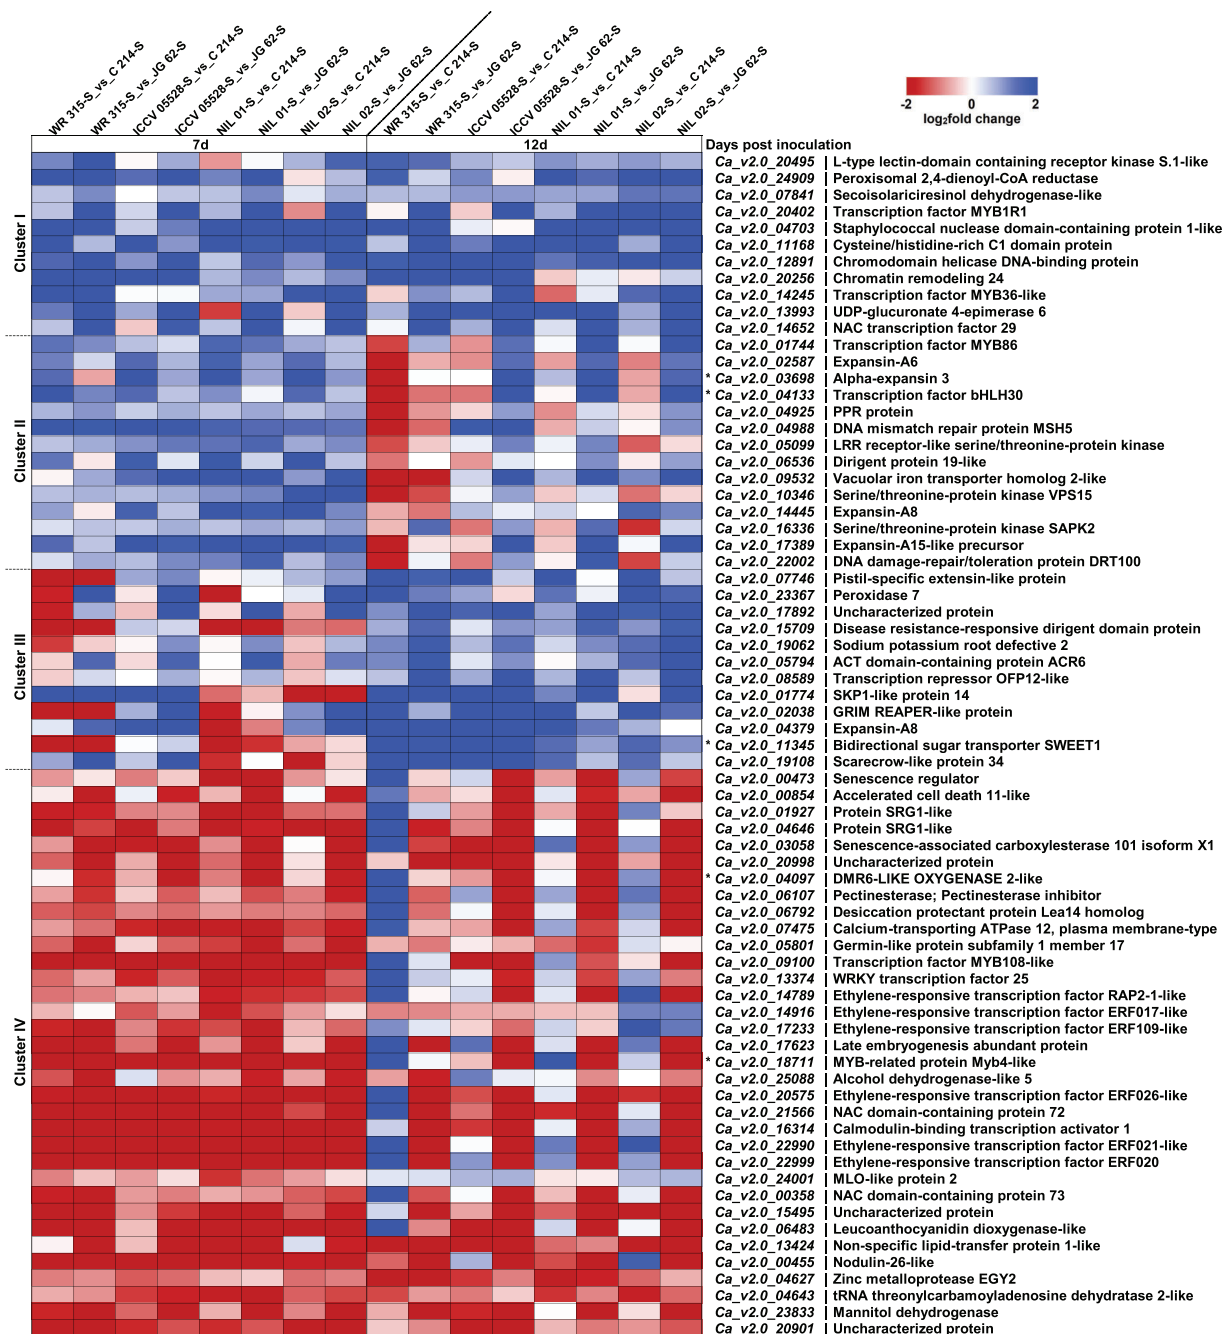 WR 315-S_vs_C 214-S
WR 315-S_vs_JG 62-S
ICCV 05528-S_vs_C 214-S
ICCV 05528-S_vs_JG 62-S
NIL 01-S_vs_C 214-S
NIL 01-S_vs_JG 62-S
NIL 02-S_vs_C 214-S
NIL 02-S_vs_JG 62-S
WR 315-S_vs_C 214-S
WR 315-S_vs_JG 62-S
ICCV 05528-S_vs_C 214-S
ICCV 05528-S_vs_JG 62-S
NIL 01-S_vs_C 214-S
NIL 01-S_vs_JG 62-S
NIL 02-S_vs_C 214-S
NIL 02-S_vs_JG 62-S
-2 0 2
log₂fold change
7d 12d Days post inoculation
Cluster I
Ca_v2.0_20495 | L-type lectin-domain containing receptor kinase S.1-like
Ca_v2.0_24909 | Peroxisomal 2,4-dienoyl-CoA reductase
Ca_v2.0_07841 | Secoisolariciresinol dehydrogenase-like
Ca_v2.0_20402 | Transcription factor MYB1R1
Ca_v2.0_04703 | Staphylococcal nuclease domain-containing protein 1-like
Ca_v2.0_11168 | Cysteine/histidine-rich C1 domain protein
Ca_v2.0_12891 | Chromodomain helicase DNA-binding protein
Ca_v2.0_20256 | Chromatin remodeling 24
Ca_v2.0_14245 | Transcription factor MYB36-like
Ca_v2.0_13993 | UDP-glucuronate 4-epimerase 6
Ca_v2.0_14652 | NAC transcription factor 29
Cluster II
Ca_v2.0_01744 | Transcription factor MYB86
Ca_v2.0_02587 | Expansin-A6
* Ca_v2.0_03698 | Alpha-expansin 3
* Ca_v2.0_04133 | Transcription factor bHLH30
Ca_v2.0_04925 | PPR protein
Ca_v2.0_04988 | DNA mismatch repair protein MSH5
Ca_v2.0_05099 | LRR receptor-like serine/threonine-protein kinase
Ca_v2.0_06536 | Dirigent protein 19-like
Ca_v2.0_09532 | Vacuolar iron transporter homolog 2-like
Ca_v2.0_10346 | Serine/threonine-protein kinase VPS15
Ca_v2.0_14445 | Expansin-A8
Ca_v2.0_16336 | Serine/threonine-protein kinase SAPK2
Ca_v2.0_17389 | Expansin-A15-like precursor
Ca_v2.0_22002 | DNA damage-repair/toleration protein DRT100
Cluster III
Ca_v2.0_07746 | Pistil-specific extensin-like protein
Ca_v2.0_23367 | Peroxidase 7
Ca_v2.0_17892 | Uncharacterized protein
Ca_v2.0_15709 | Disease resistance-responsive dirigent domain protein
Ca_v2.0_19062 | Sodium potassium root defective 2
Ca_v2.0_05794 | ACT domain-containing protein ACR6
Ca_v2.0_08589 | Transcription repressor OFP12-like
Ca_v2.0_01774 | SKP1-like protein 14
Ca_v2.0_02038 | GRIM REAPER-like protein
Ca_v2.0_04379 | Expansin-A8
* Ca_v2.0_11345 | Bidirectional sugar transporter SWEET1
Ca_v2.0_19108 | Scarecrow-like protein 34
Cluster IV
Ca_v2.0_00473 | Senescence regulator
Ca_v2.0_00854 | Accelerated cell death 11-like
Ca_v2.0_01927 | Protein SRG1-like
Ca_v2.0_04646 | Protein SRG1-like
Ca_v2.0_03058 | Senescence-associated carboxylesterase 101 isoform X1
Ca_v2.0_20998 | Uncharacterized protein
* Ca_v2.0_04097 | DMR6-LIKE OXYGENASE 2-like
Ca_v2.0_06107 | Pectinesterase; Pectinesterase inhibitor
Ca_v2.0_06792 | Desiccation protectant protein Lea14 homolog
Ca_v2.0_07475 | Calcium-transporting ATPase 12, plasma membrane-type
Ca_v2.0_05801 | Germin-like protein subfamily 1 member 17
Ca_v2.0_09100 | Transcription factor MYB108-like
Ca_v2.0_13374 | WRKY transcription factor 25
Ca_v2.0_14789 | Ethylene-responsive transcription factor RAP2-1-like
Ca_v2.0_14916 | Ethylene-responsive transcription factor ERF017-like
Ca_v2.0_17233 | Ethylene-responsive transcription factor ERF109-like
Ca_v2.0_17623 | Late embryogenesis abundant protein
* Ca_v2.0_18711 | MYB-related protein Myb4-like
Ca_v2.0_25088 | Alcohol dehydrogenase-like 5
Ca_v2.0_20575 | Ethylene-responsive transcription factor ERF026-like
Ca_v2.0_21566 | NAC domain-containing protein 72
Ca_v2.0_16314 | Calmodulin-binding transcription activator 1
Ca_v2.0_22990 | Ethylene-responsive transcription factor ERF021-like
Ca_v2.0_22999 | Ethylene-responsive transcription factor ERF020
Ca_v2.0_24001 | MLO-like protein 2
Ca_v2.0_00358 | NAC domain-containing protein 73
Ca_v2.0_15495 | Uncharacterized protein
Ca_v2.0_06483 | Leucoanthocyanidin dioxygenase-like
Ca_v2.0_13424 | Non-specific lipid-transfer protein 1-like
Ca_v2.0_00455 | Nodulin-26-like
Ca_v2.0_04627 | Zinc metalloprotease EGY2
Ca_v2.0_04643 | tRNA threonylcarbamoyladenosine dehydratase 2-like
Ca_v2.0_23833 | Mannitol dehydrogenase
Ca_v2.0_20901 | Uncharacterized protein